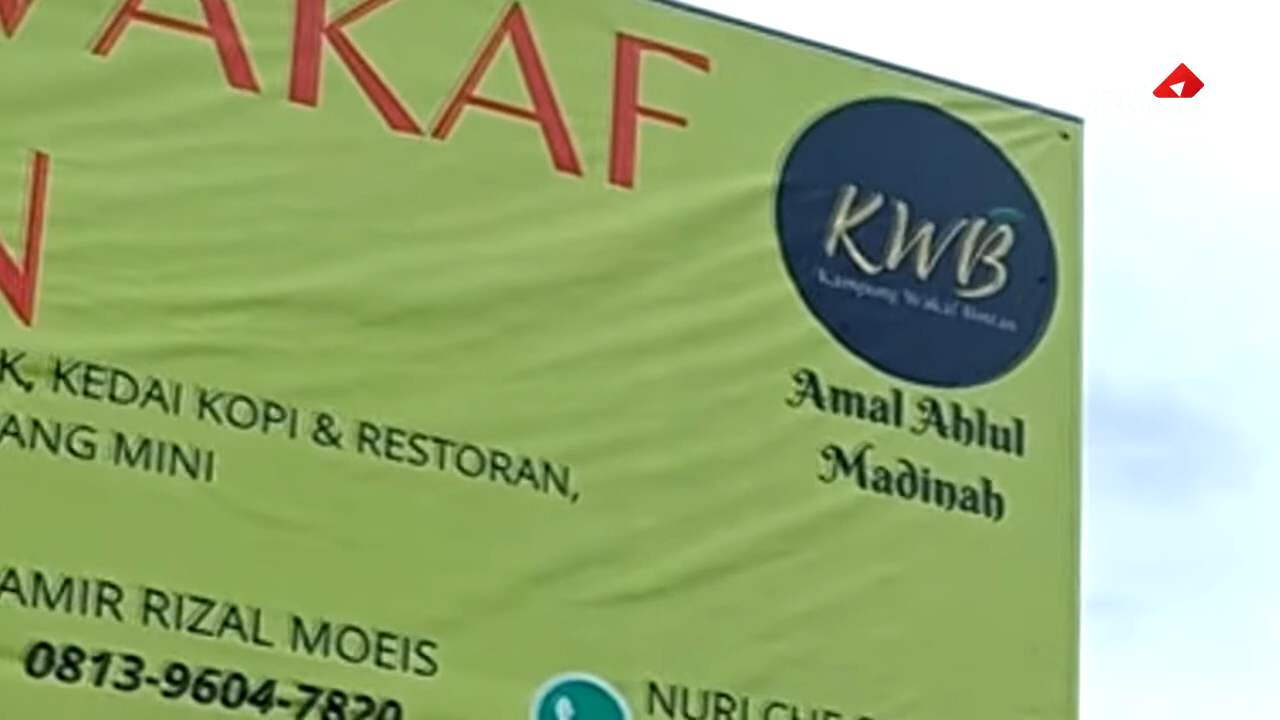 WAKAF
N
K, KEDAI KOPI & RESTORAN,
ANG MINI
KWB
Kampung Wakaf Bintan
Amal Ahlul
Madinah
AMIR RIZAL MOEIS
0813-9604-7820
NURI